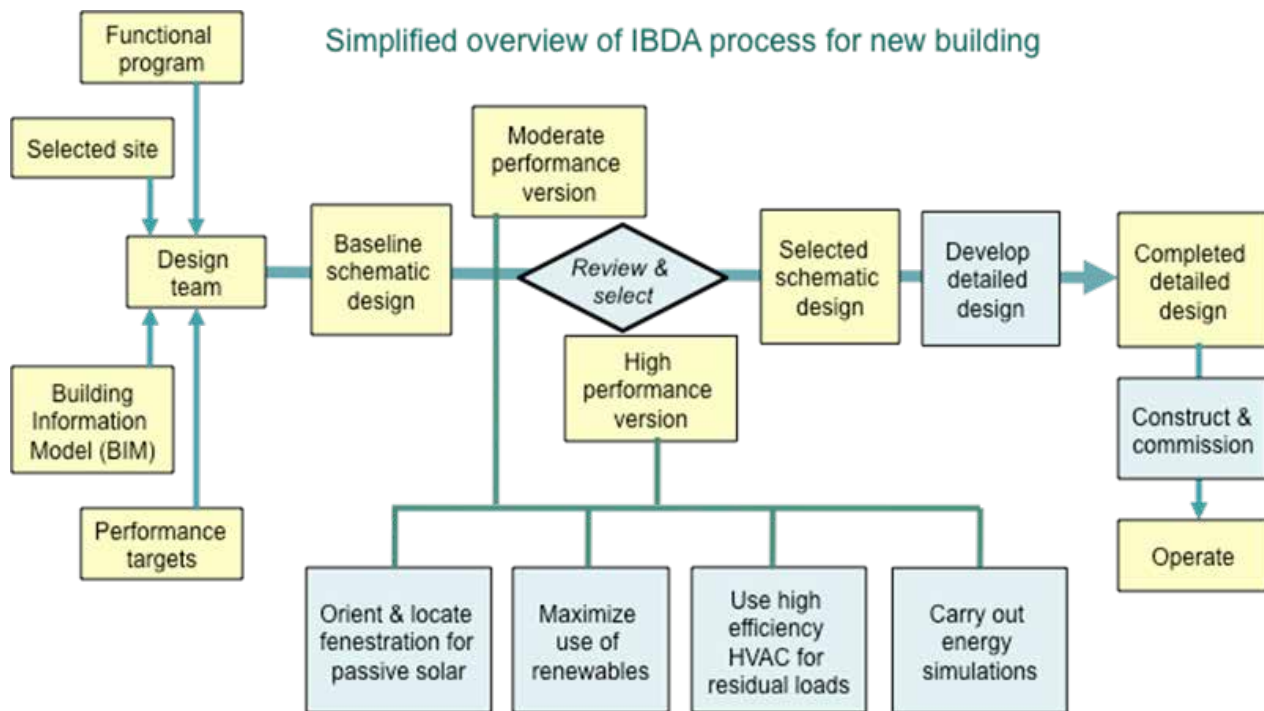 Simplified overview of IBDA process for new building
Functional
program
Selected site
Design
team
Building
Information
Model (BIM)
Performance
targets
Baseline
schematic
design
Moderate
performance
version
Review &
select
High
performance
version
Selected
schematic
design
Develop
detailed
design
Completed
detailed
design
Construct &
commission
Operate
Orient & locate
fenestration for
passive solar
Maximize
use of
renewables
Use high
efficiency
HVAC for
residual loads
Carry out
energy
simulations